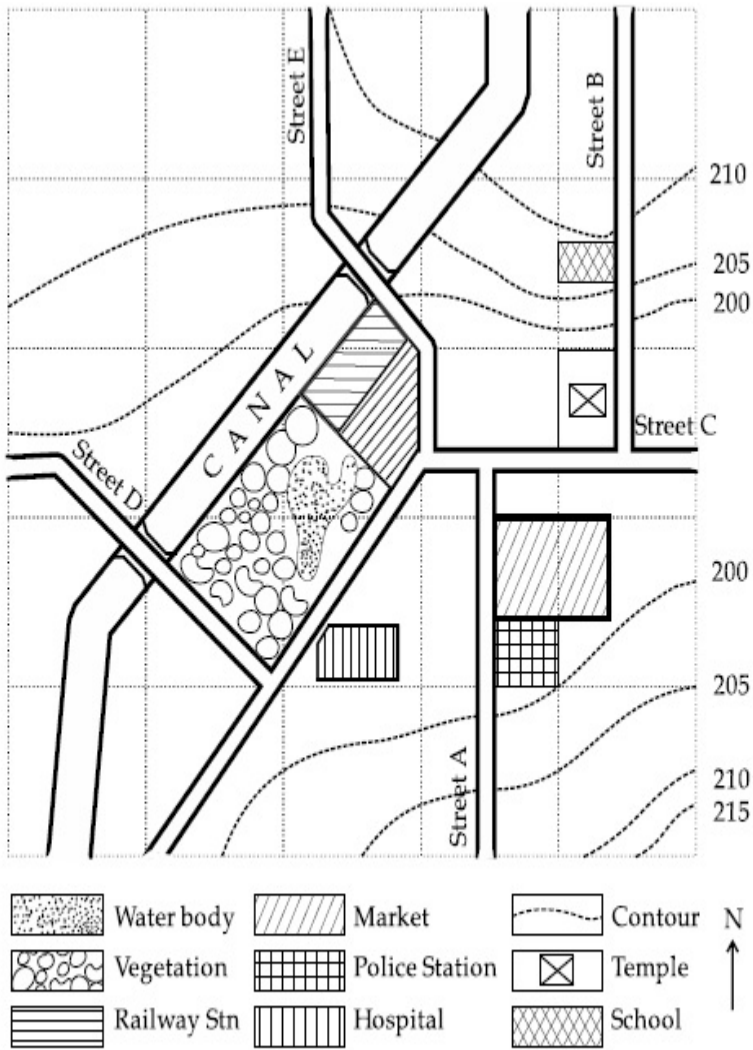 Street E
Street B
210
205
200
CANAL
Street C
Street D
200
205
210
215
Street A
Water body
Market
Contour
N
Vegetation
Police Station
Temple
Railway Stn
Hospital
School